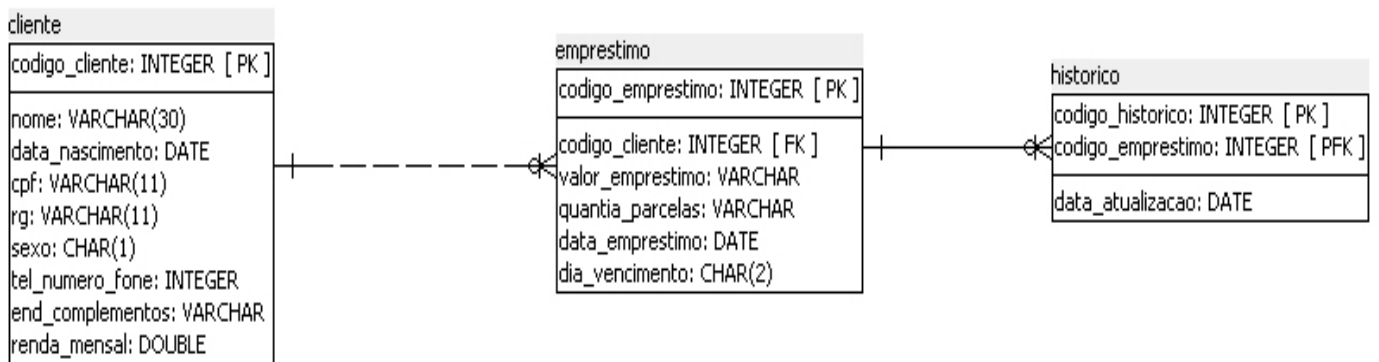 cliente
codigo_cliente: INTEGER [ PK ]
nome: VARCHAR(30)
data_nascimento: DATE
cpf: VARCHAR(11)
rg: VARCHAR(11)
sexo: CHAR(1)
tel_numero_fone: INTEGER
end_complementos: VARCHAR
renda_mensal: DOUBLE
emprestimo
codigo_emprestimo: INTEGER [ PK ]
codigo_cliente: INTEGER [ FK ]
valor_emprestimo: VARCHAR
quantia_parcelas: VARCHAR
data_emprestimo: DATE
dia_vencimento: CHAR(2)
historico
codigo_historico: INTEGER [ PK ]
codigo_emprestimo: INTEGER [ PFK ]
data_atualizacao: DATE